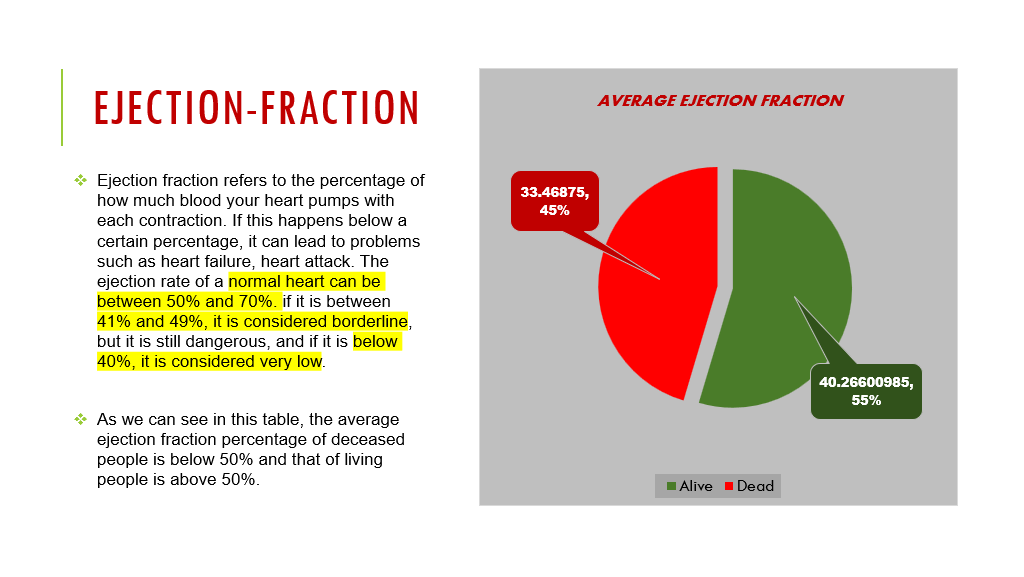 EJECTION-FRACTION
Ejection fraction refers to the percentage of
how much blood your heart pumps with
each contraction. If this happens below a
certain percentage, it can lead to problems
such as heart failure, heart attack. The
ejection rate of a normal heart can be
between 50% and 70%. if it is between
41% and 49%, it is considered borderline,
but it is still dangerous, and if it is below
40%, it is considered very low.
As we can see in this table, the average
ejection fraction percentage of deceased
people is below 50% and that of living
people is above 50%.
AVERAGE EJECTION FRACTION
33.46875,
45%
40.26600985,
55%
Alive Dead